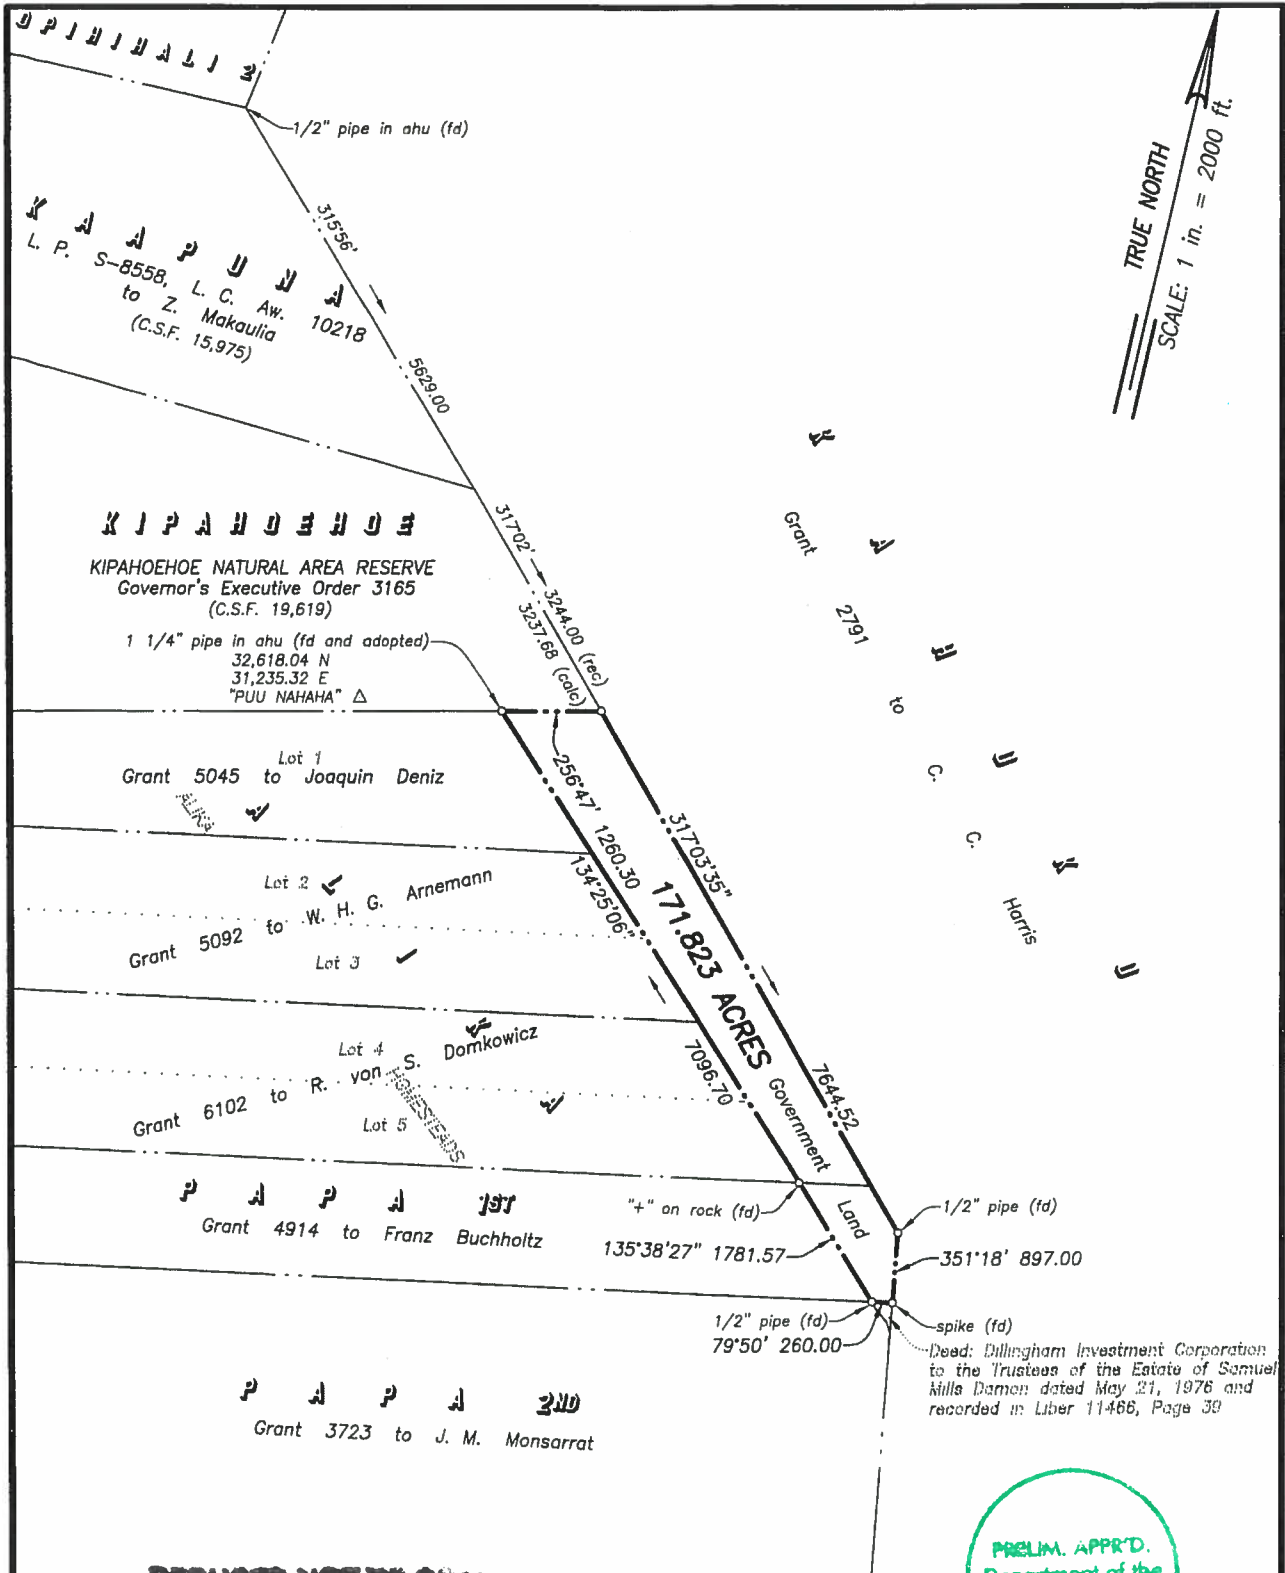 OPIHIHALI 2
1/2" pipe in ahu (fd)
TRUE NORTH
SCALE: 1 in. = 2000 ft.
KAAPUNA
L. P. S-8558, L. C. Aw. 10218
to Z. Makaulia
(C.S.F. 15,975)
315°56'
5629.00
KAHUKU
Grant 2791 to C. C. Harris
KIPAHOEHOE
KIPAHOEHOE NATURAL AREA RESERVE
Governor's Executive Order 3165
(C.S.F. 19,619)
317°02'
3244.00 (rec)
3237.68 (calc)
1 1/4" pipe in ahu (fd and adopted)
32,618.04 N
31,235.32 E
"PUU NAHAHA" △
Lot 1
Grant 5045 to Joaquin Deniz
ALIKA
256°47' 1260.30
317°03'35"
7644.52
134°25'06"
7096.70
171.823 ACRES
Government Land
Lot 2
Grant 5092 to W. H. G. Arnemann
Lot 3
Lot 4
Grant 6102 to R. von S. Domkowicz
HOMESTEADS
Lot 5
PAPA 1ST
Grant 4914 to Franz Buchholtz
"+" on rock (fd)
135°38'27" 1781.57
1/2" pipe (fd)
351°18' 897.00
1/2" pipe (fd)
79°50' 260.00
spike (fd)
Deed: Dillingham Investment Corporation
to the Trustees of the Estate of Samuel
Mills Damon dated May 21, 1976 and
recorded in Liber 11466, Page 39
PAPA 2ND
Grant 3723 to J. M. Monsarrat
PRELIM. APPR'D.
Department of the